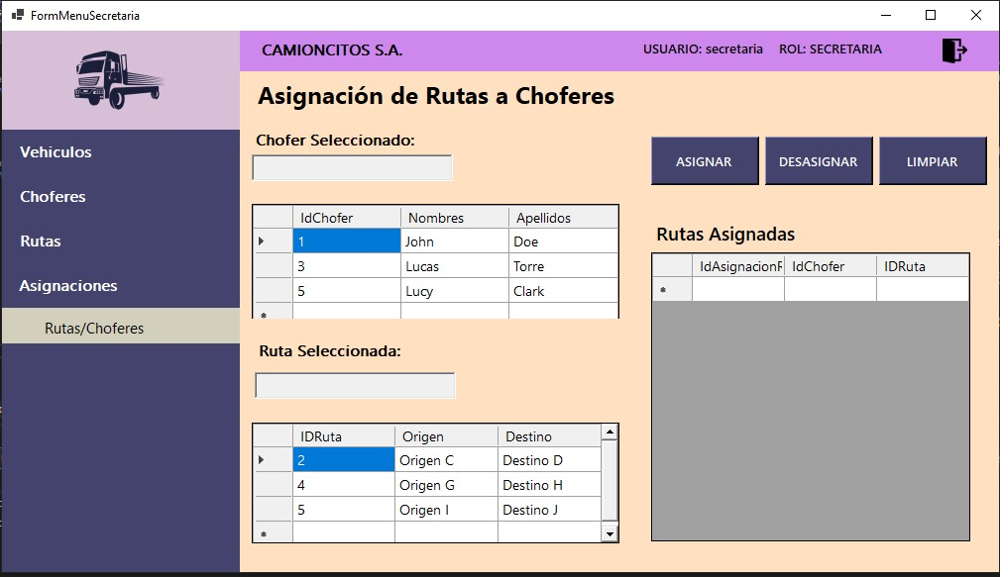 FormMenuSecretaria
CAMIONCITOS S.A.
USUARIO: secretaria ROL: SECRETARIA
Vehiculos
Choferes
Rutas
Asignaciones
Rutas/Choferes
Asignación de Rutas a Choferes
Chofer Seleccionado:
ASIGNAR DESASIGNAR LIMPIAR
IdChofer Nombres Apellidos
1 John Doe
3 Lucas Torre
5 Lucy Clark
Ruta Seleccionada:
IDRuta Origen Destino
2 Origen C Destino D
4 Origen G Destino H
5 Origen I Destino J
Rutas Asignadas
IdAsignacionR IdChofer IDRuta